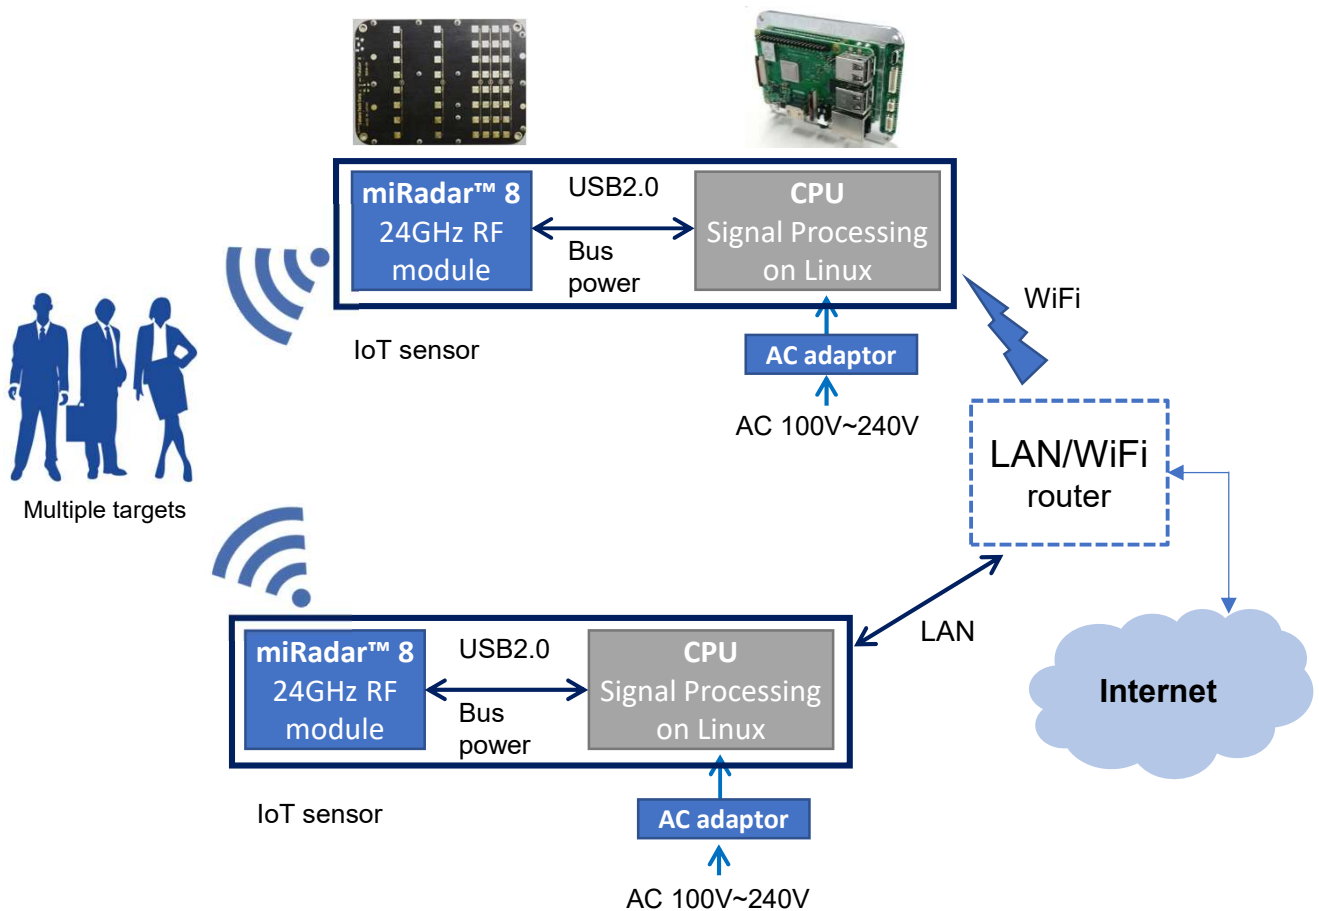 miRadar™ 8
24GHz RF
module
USB2.0
Bus
power
CPU
Signal Processing
on Linux
WiFi
IoT sensor
AC adaptor
AC 100V~240V
Multiple targets
LAN/WiFi
router
LAN
Internet
miRadar™ 8
24GHz RF
module
USB2.0
Bus
power
CPU
Signal Processing
on Linux
IoT sensor
AC adaptor
AC 100V~240V